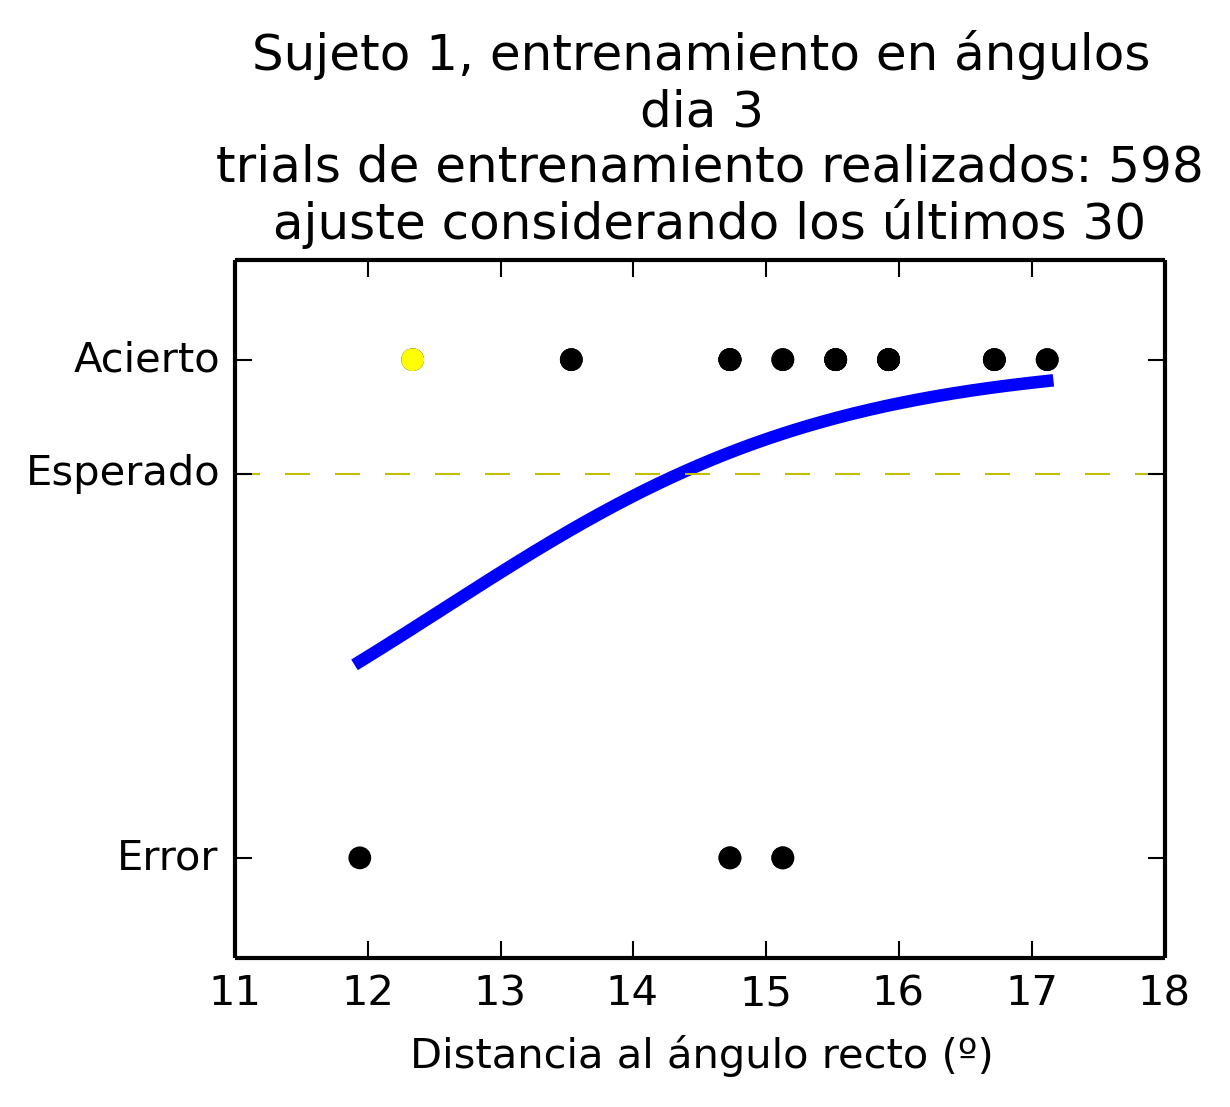 Sujeto 1, entrenamiento en ángulos
dia 3
trials de entrenamiento realizados: 598
ajuste considerando los últimos 30
Acierto
Esperado
Error
11 12 13 14 15 16 17 18
Distancia al ángulo recto (º)